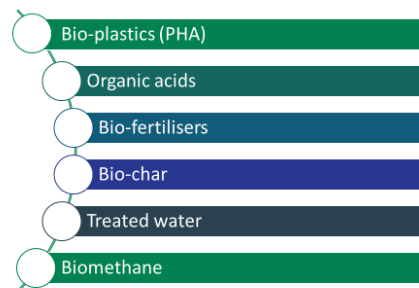 Bio-plastics (PHA)
Organic acids
Bio-fertilisers
Bio-char
Treated water
Biomethane